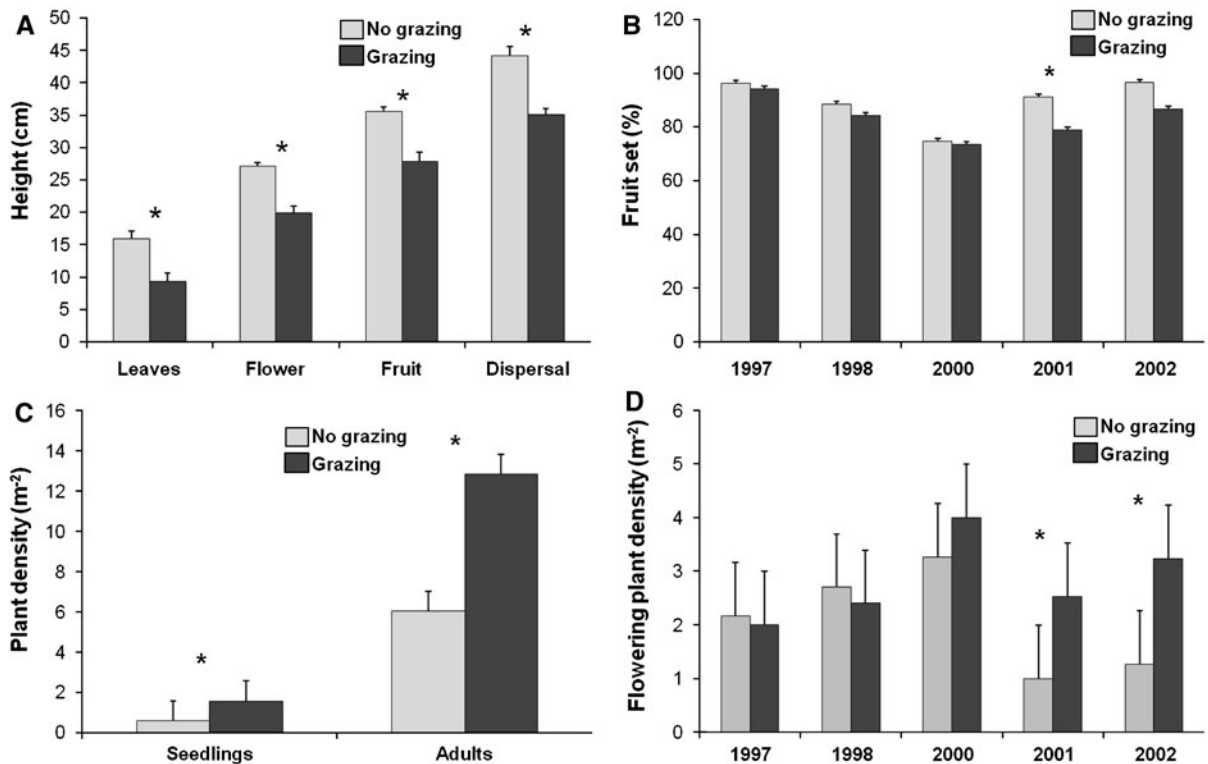 A
No grazing
Grazing
Height (cm)
50
45
40
35
30
25
20
15
10
5
0
*
*
*
*
Leaves
Flower
Fruit
Dispersal
B
No grazing
Grazing
Fruit set (%)
120
100
80
60
40
20
0
*
1997
1998
2000
2001
2002
C
No grazing
Grazing
Plant density (m-2)
16
14
12
10
8
6
4
2
0
*
*
Seedlings
Adults
D
No grazing
Grazing
Flowering plant density (m-2)
6
5
4
3
2
1
0
*
*
1997
1998
2000
2001
2002